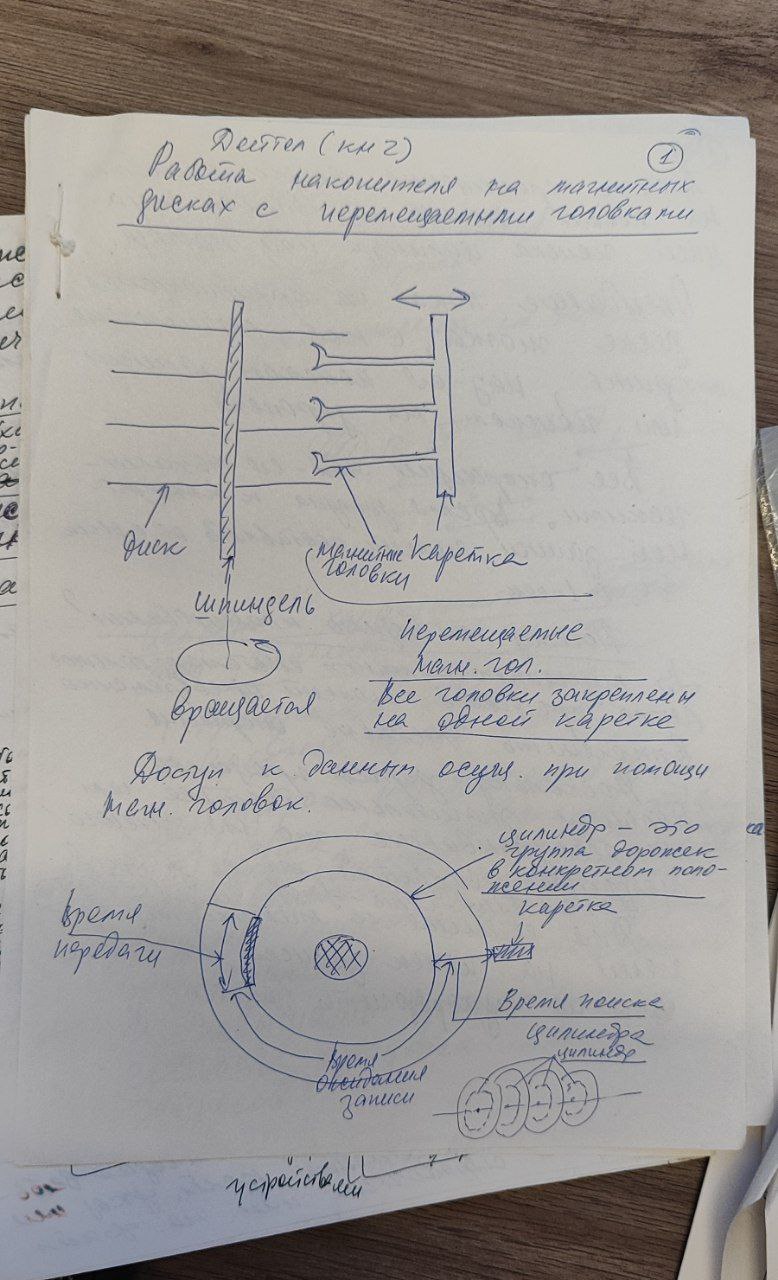 Дейтел (кн 2)
1
Работа накопителя на магнитных
дисках с перемещаемыми головками
диск
магнитные
головки
каретка
шпиндель
вращается
перемещаемые
магн. гол.
Все головки закреплены
на одной каретке
Доступ к данным осущ. при помощи
магн. головок.
цилиндр – это
группа дорожек
в конкретном поло-
жении
каретка
Время
передачи
Время поиска
цилиндра
Время
ожидания
записи
цилиндр
устройствами